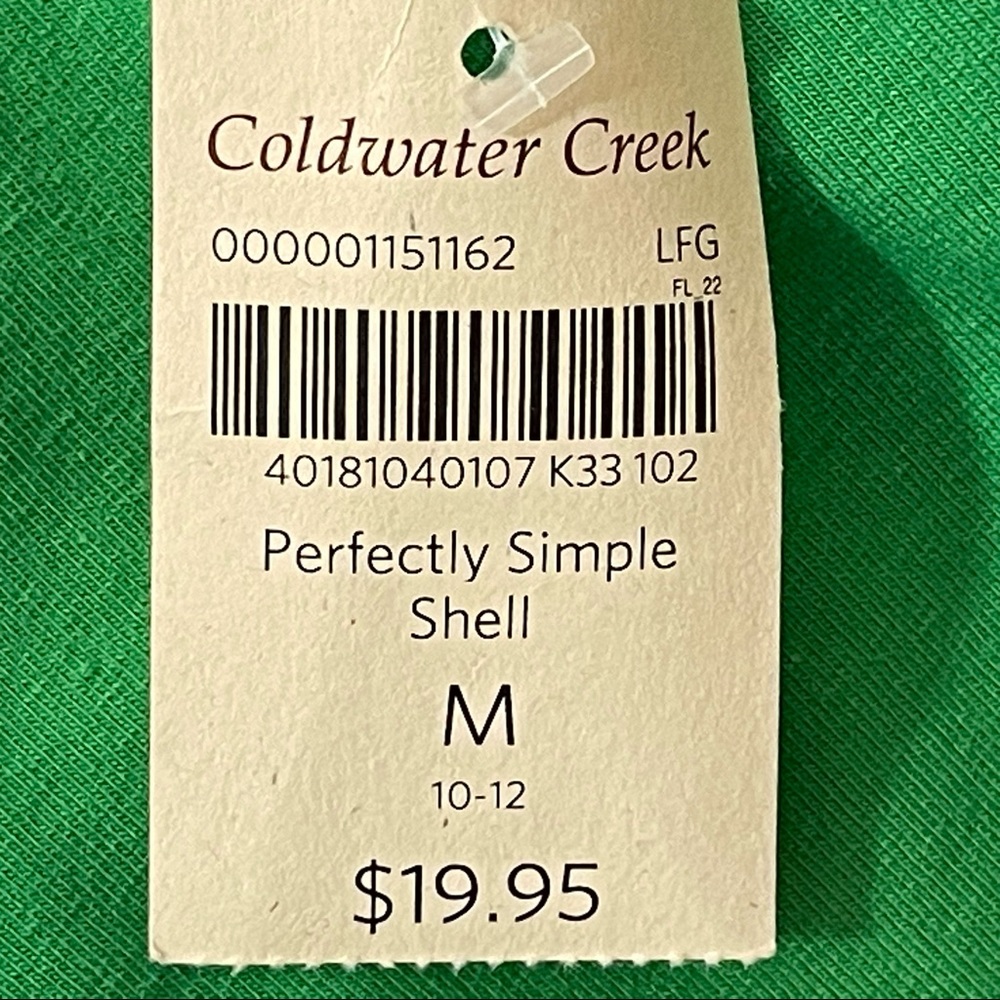 Coldwater Creek
000001151162 LFG
FL_22
40181040107 K33 102
Perfectly Simple
Shell
M
10-12
$19.95